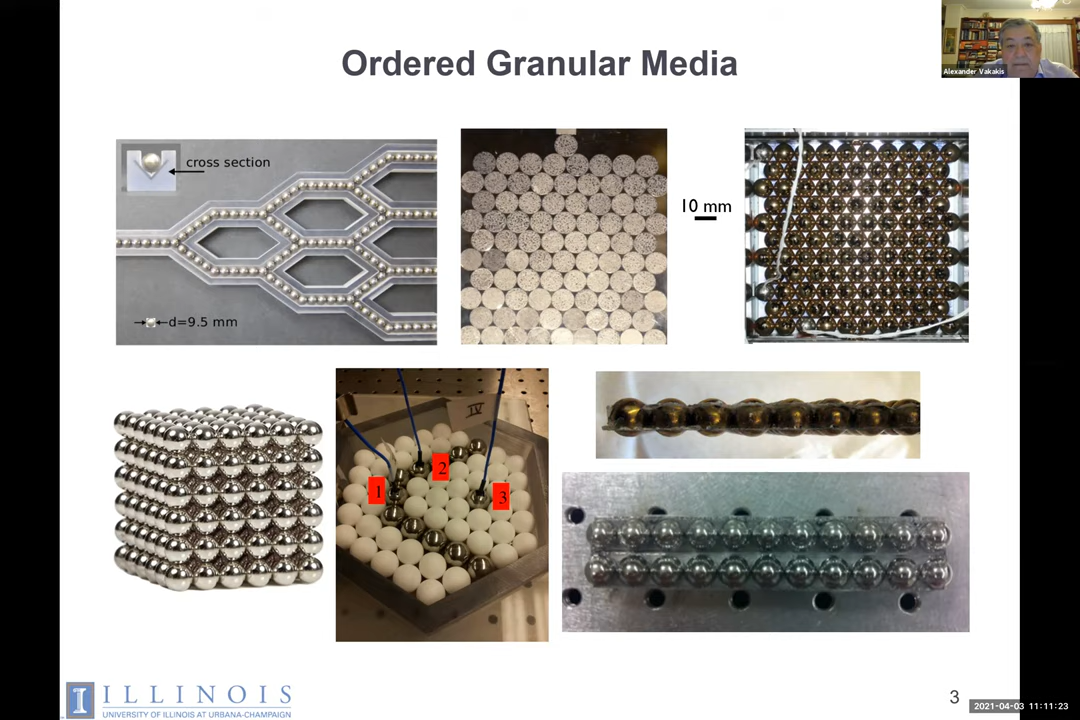 Ordered Granular Media
Alexander Vakakis
cross section
d=9.5 mm
10 mm
IV
1
2
3
ILLINOIS
UNIVERSITY OF ILLINOIS AT URBANA-CHAMPAIGN
3
2021-04-03 11:11:23